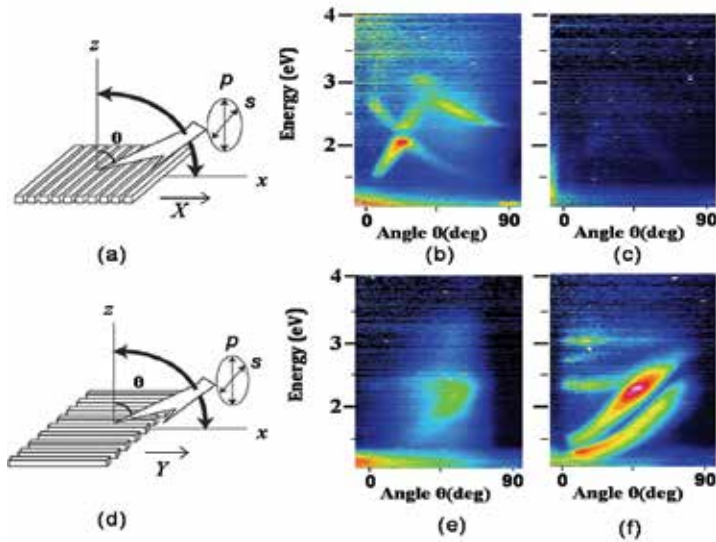 z
p
s
θ
x
X
(a)
Energy (eV)
4
3
2
0
90
Angle θ(deg)
(b)
0
90
Angle θ(deg)
(c)
z
p
s
θ
x
Y
(d)
Energy (eV)
4
3
2
0
90
Angle θ(deg)
(e)
0
90
Angle θ(deg)
(f)